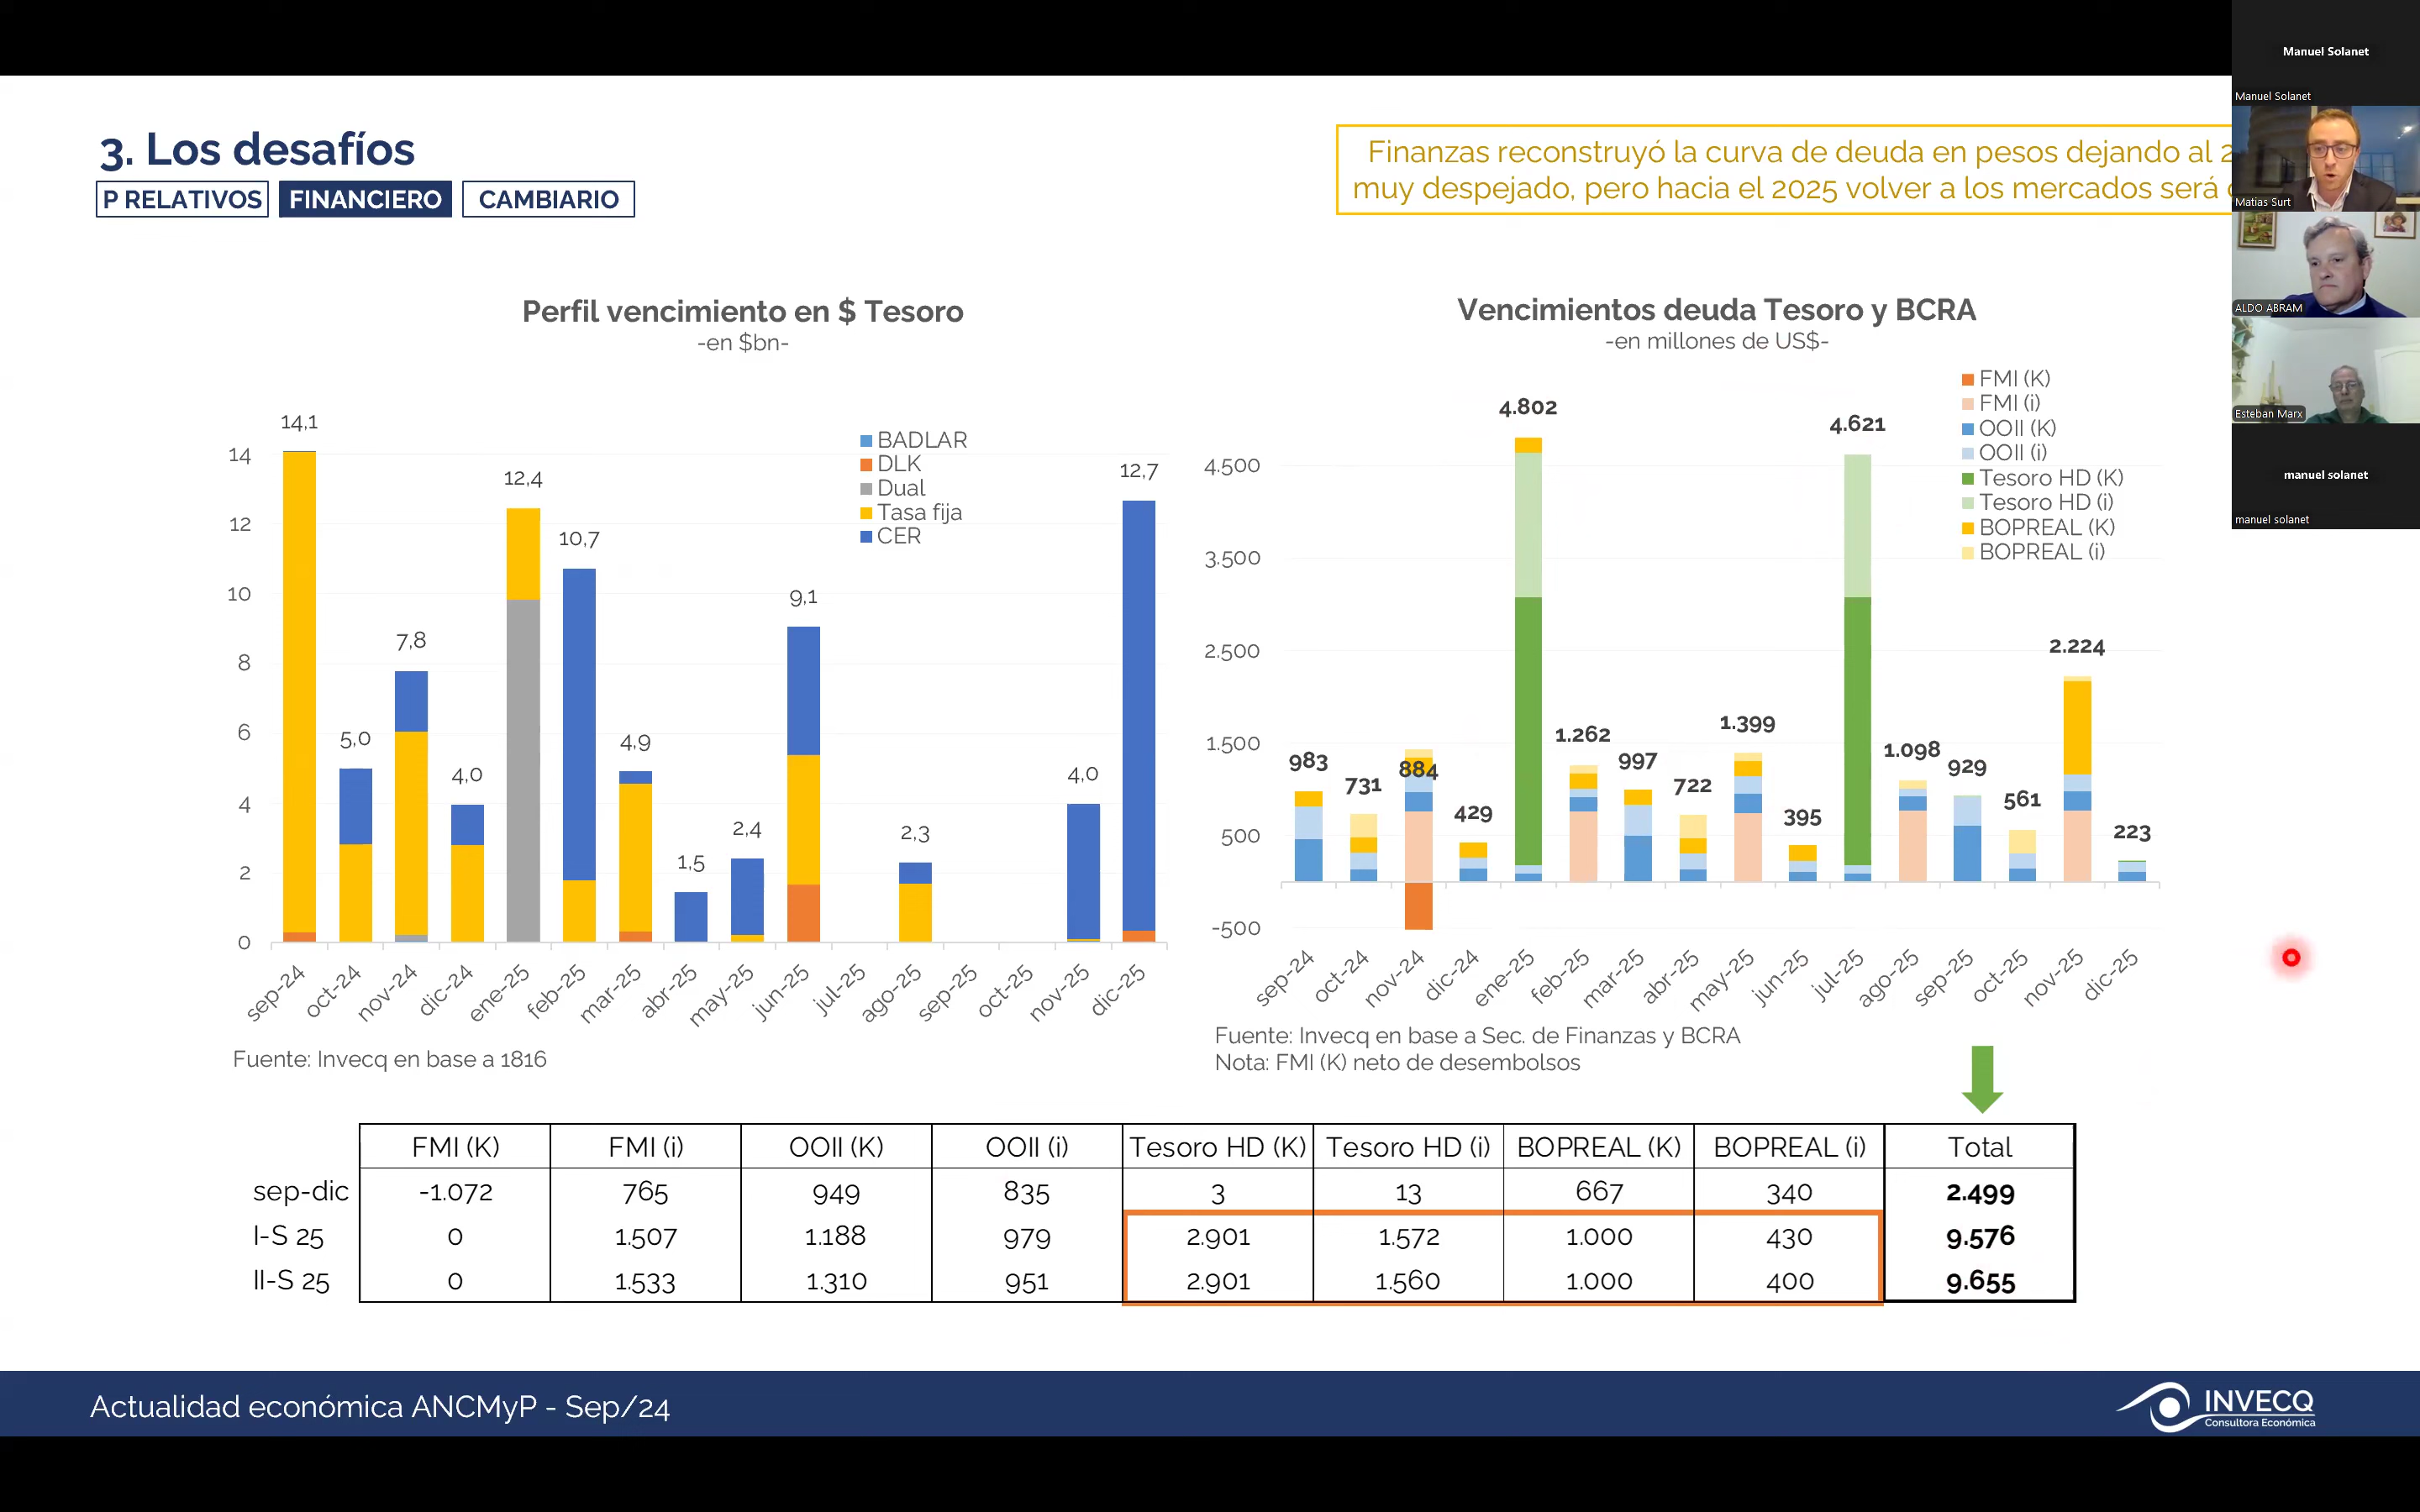 Manuel Solanet
Manuel Solanet
3. Los desafíos
P RELATIVOS
FINANCIERO
CAMBIARIO
Finanzas reconstruyó la curva de deuda en pesos dejando al 2
muy despejado, pero hacia el 2025 volver a los mercados será
Matias Surt
ALDO ABRAM
Esteban Marx
manuel solanet
manuel solanet
Perfil vencimiento en $ Tesoro
-en $bn-
BADLAR
DLK
Dual
Tasa fija
CER
14
12
10
8
6
4
2
0
14,1
5,0
7,8
4,0
12,4
10,7
4,9
1,5
2,4
9,1
2,3
4,0
12,7
sep-24
oct-24
nov-24
dic-24
ene-25
feb-25
mar-25
abr-25
may-25
jun-25
jul-25
ago-25
sep-25
oct-25
nov-25
dic-25
Fuente: Invecq en base a 1816
Vencimientos deuda Tesoro y BCRA
-en millones de US$-
FMI (K)
FMI (i)
OOII (K)
OOII (i)
Tesoro HD (K)
Tesoro HD (i)
BOPREAL (K)
BOPREAL (i)
4.500
3.500
2.500
1.500
500
-500
983
731
884
429
4.802
1.262
997
722
1.399
395
4.621
1.098
929
561
2.224
223
sep-24
oct-24
nov-24
dic-24
ene-25
feb-25
mar-25
abr-25
may-25
jun-25
jul-25
ago-25
sep-25
oct-25
nov-25
dic-25
Fuente: Invecq en base a Sec. de Finanzas y BCRA
Nota: FMI (K) neto de desembolsos
FMI (K) FMI (i) OOII (K) OOII (i) Tesoro HD (K) Tesoro HD (i) BOPREAL (K) BOPREAL (i) Total
sep-dic -1.072 765 949 835 3 13 667 340 2.499
I-S 25 0 1.507 1.188 979 2.901 1.572 1.000 430 9.576
II-S 25 0 1.533 1.310 951 2.901 1.560 1.000 400 9.655
Actualidad económica ANCMyP - Sep/24
INVECQ
Consultora Económica